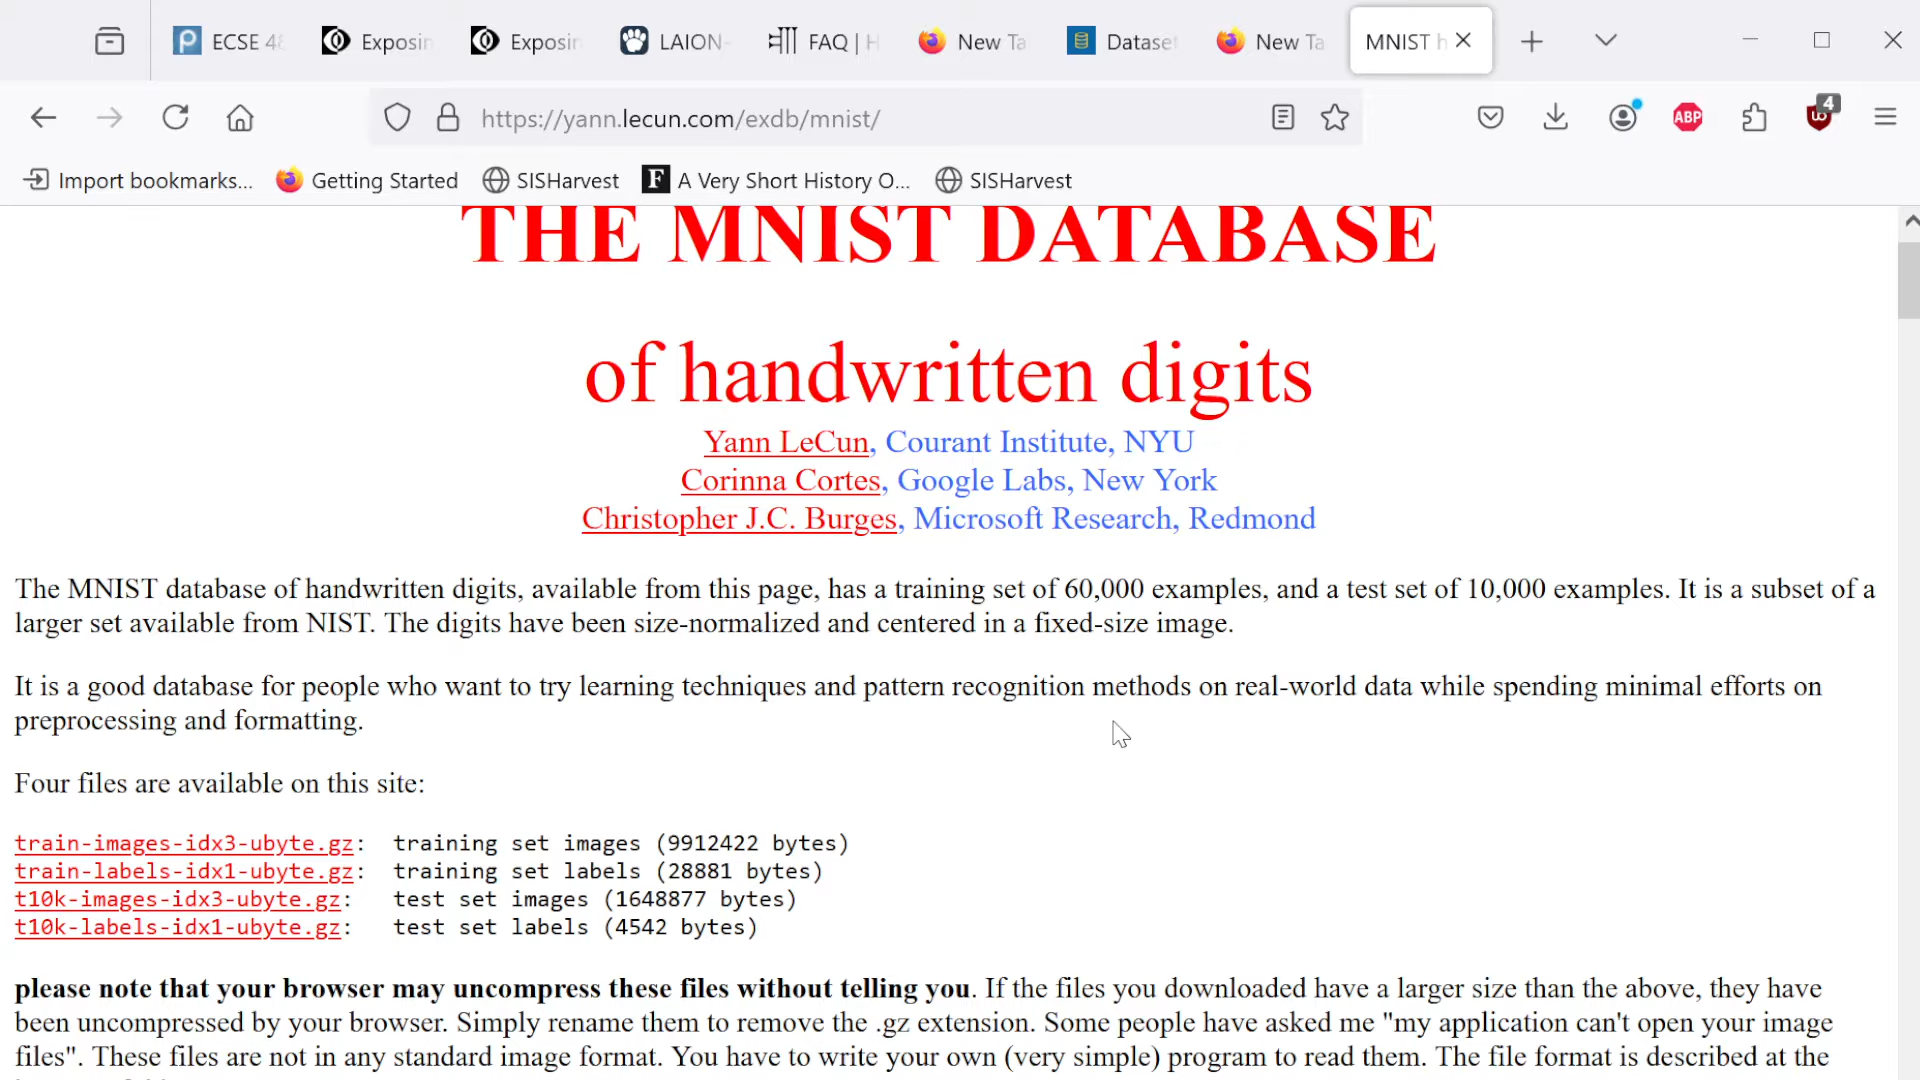 ECSE 48
Exposin
Exposin
LAION-
FAQ | H
New Ta
Dataset
New Ta
MNIST h
https://yann.lecun.com/exdb/mnist/
ABP
4
Import bookmarks...
Getting Started
SISHarvest
F
A Very Short History O...
SISHarvest
THE MNIST DATABASE
of handwritten digits
Yann LeCun, Courant Institute, NYU
Corinna Cortes, Google Labs, New York
Christopher J.C. Burges, Microsoft Research, Redmond
The MNIST database of handwritten digits, available from this page, has a training set of 60,000 examples, and a test set of 10,000 examples. It is a subset of a
larger set available from NIST. The digits have been size-normalized and centered in a fixed-size image.
It is a good database for people who want to try learning techniques and pattern recognition methods on real-world data while spending minimal efforts on
preprocessing and formatting.
Four files are available on this site:
train-images-idx3-ubyte.gz: training set images (9912422 bytes)
train-labels-idx1-ubyte.gz: training set labels (28881 bytes)
t10k-images-idx3-ubyte.gz: test set images (1648877 bytes)
t10k-labels-idx1-ubyte.gz: test set labels (4542 bytes)
please note that your browser may uncompress these files without telling you. If the files you downloaded have a larger size than the above, they have
been uncompressed by your browser. Simply rename them to remove the .gz extension. Some people have asked me "my application can't open your image
files". These files are not in any standard image format. You have to write your own (very simple) program to read them. The file format is described at the